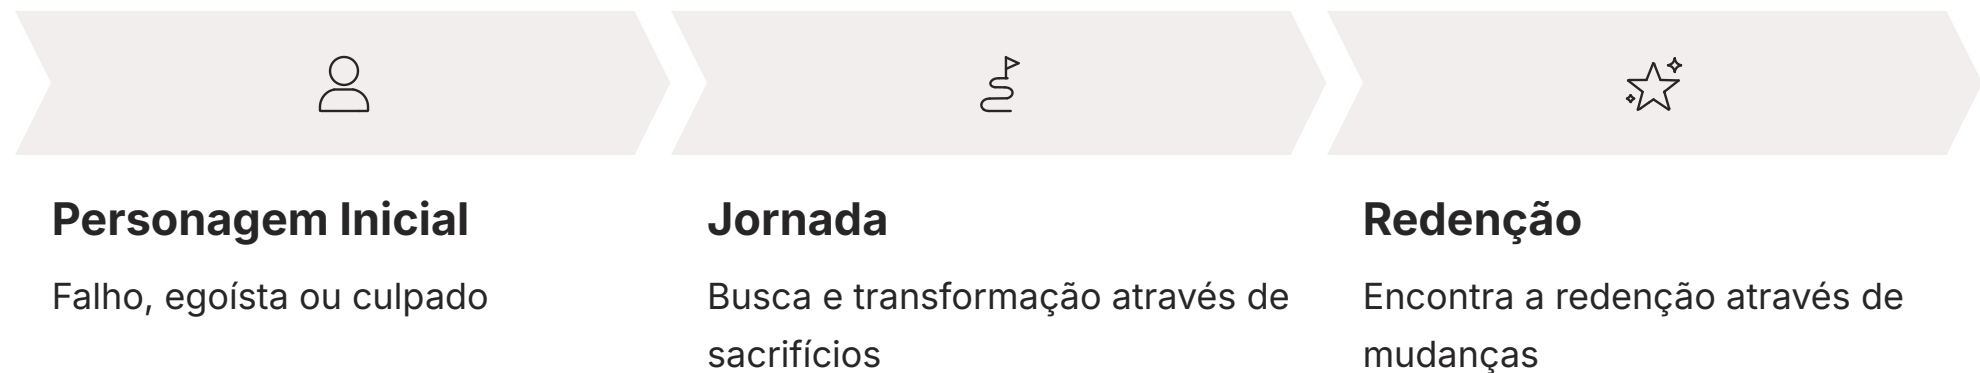 Personagem Inicial
Falho, egoísta ou culpado
Jornada
Busca e transformação através de
sacrifícios
Redenção
Encontra a redenção através de
mudanças